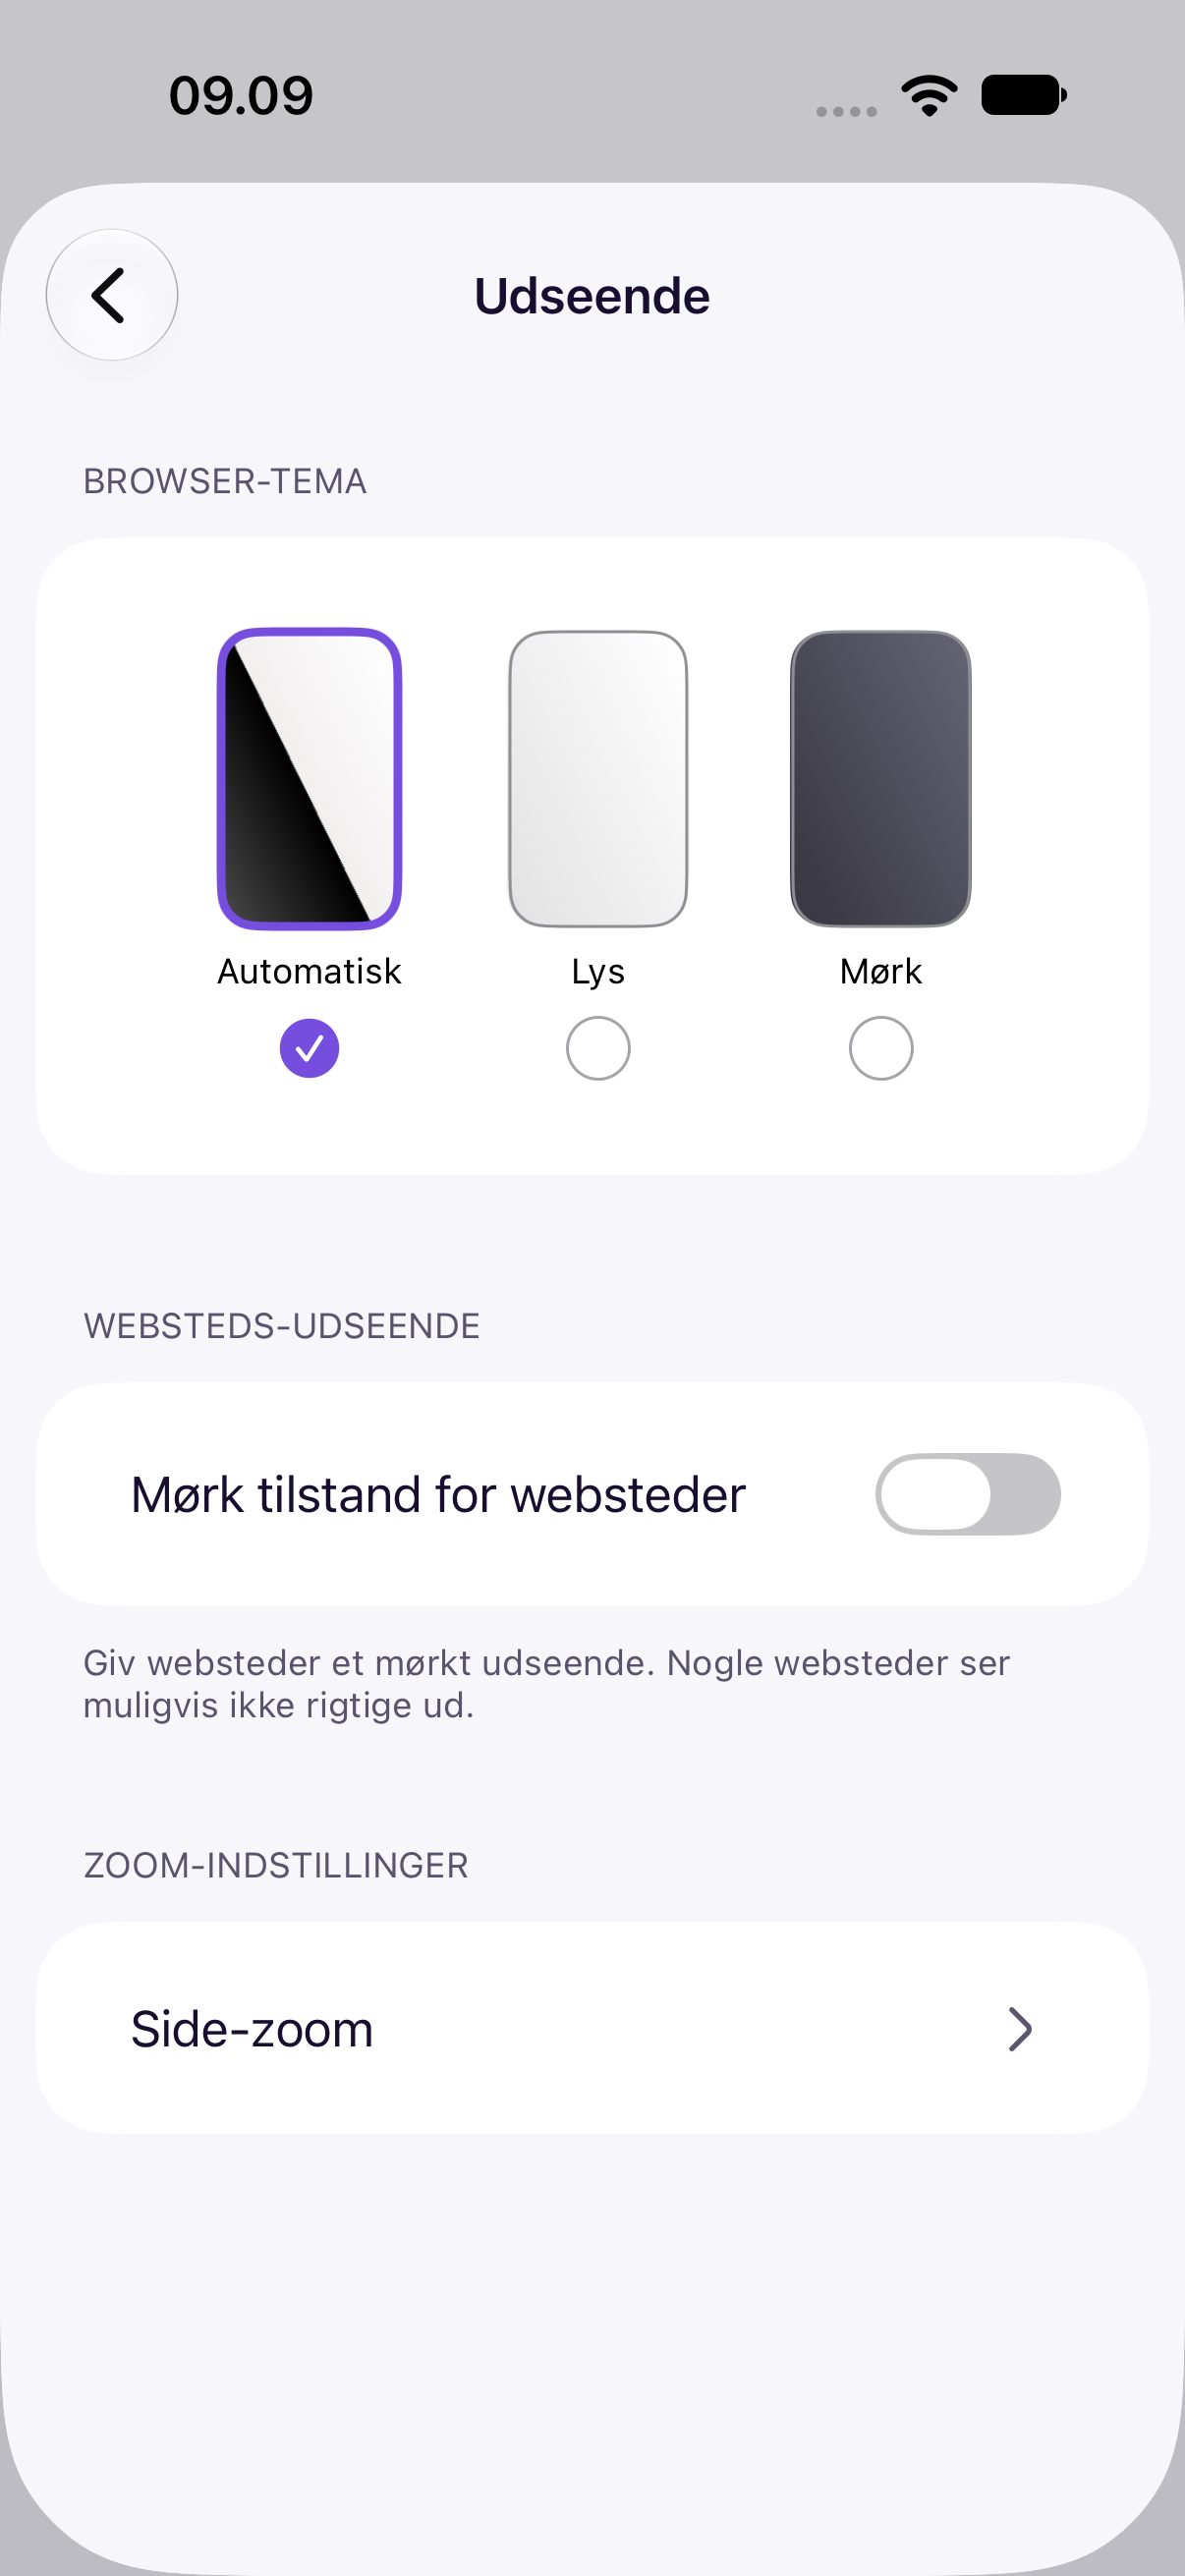 09.09
Udseende
BROWSER-TEMA
Automatisk
Lys
Mørk
WEBSTEDS-UDSEENDE
Mørk tilstand for websteder
Giv websteder et mørkt udseende. Nogle websteder ser
muligvis ikke rigtige ud.
ZOOM-INDSTILLINGER
Side-zoom